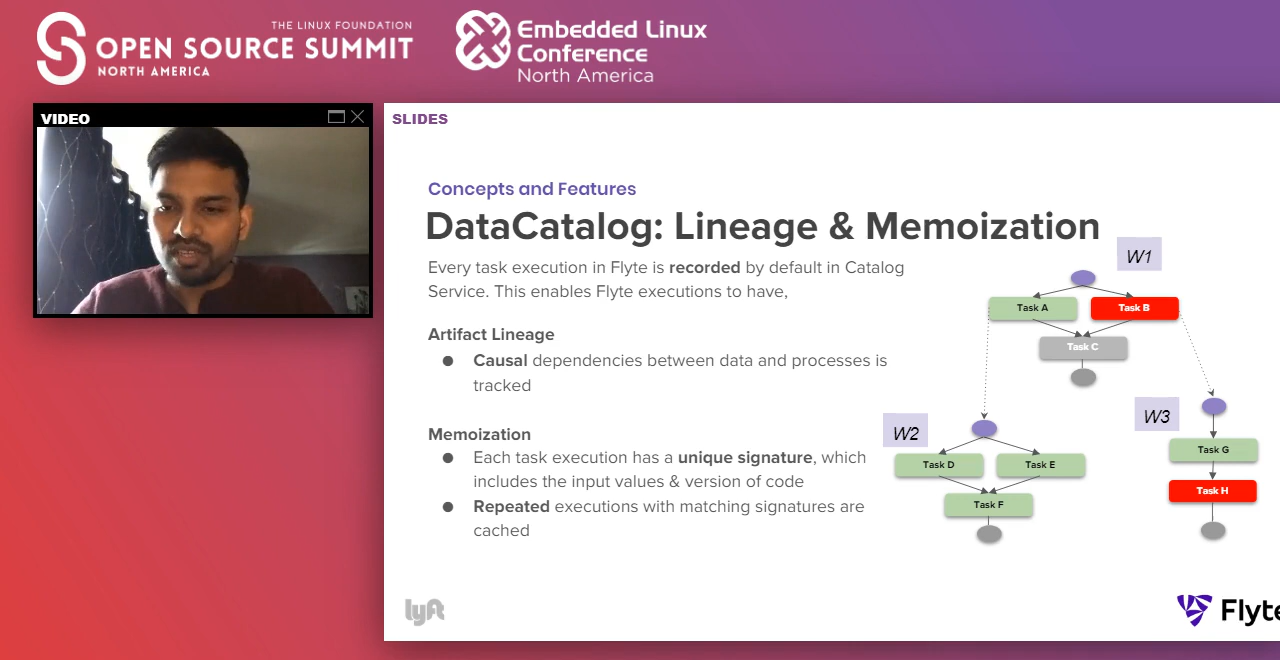 THE LINUX FOUNDATION
OPEN SOURCE SUMMIT
NORTH AMERICA
Embedded Linux
Conference
North America
VIDEO
SLIDES
Concepts and Features
DataCatalog: Lineage & Memoization
Every task execution in Flyte is recorded by default in Catalog
Service. This enables Flyte executions to have,
Artifact Lineage
● Causal dependencies between data and processes is
tracked
Memoization
● Each task execution has a unique signature, which
includes the input values & version of code
● Repeated executions with matching signatures are
cached
W1
Task A
Task B
Task C
W2
Task D
Task E
Task F
W3
Task G
Task H
lyft
Flyte